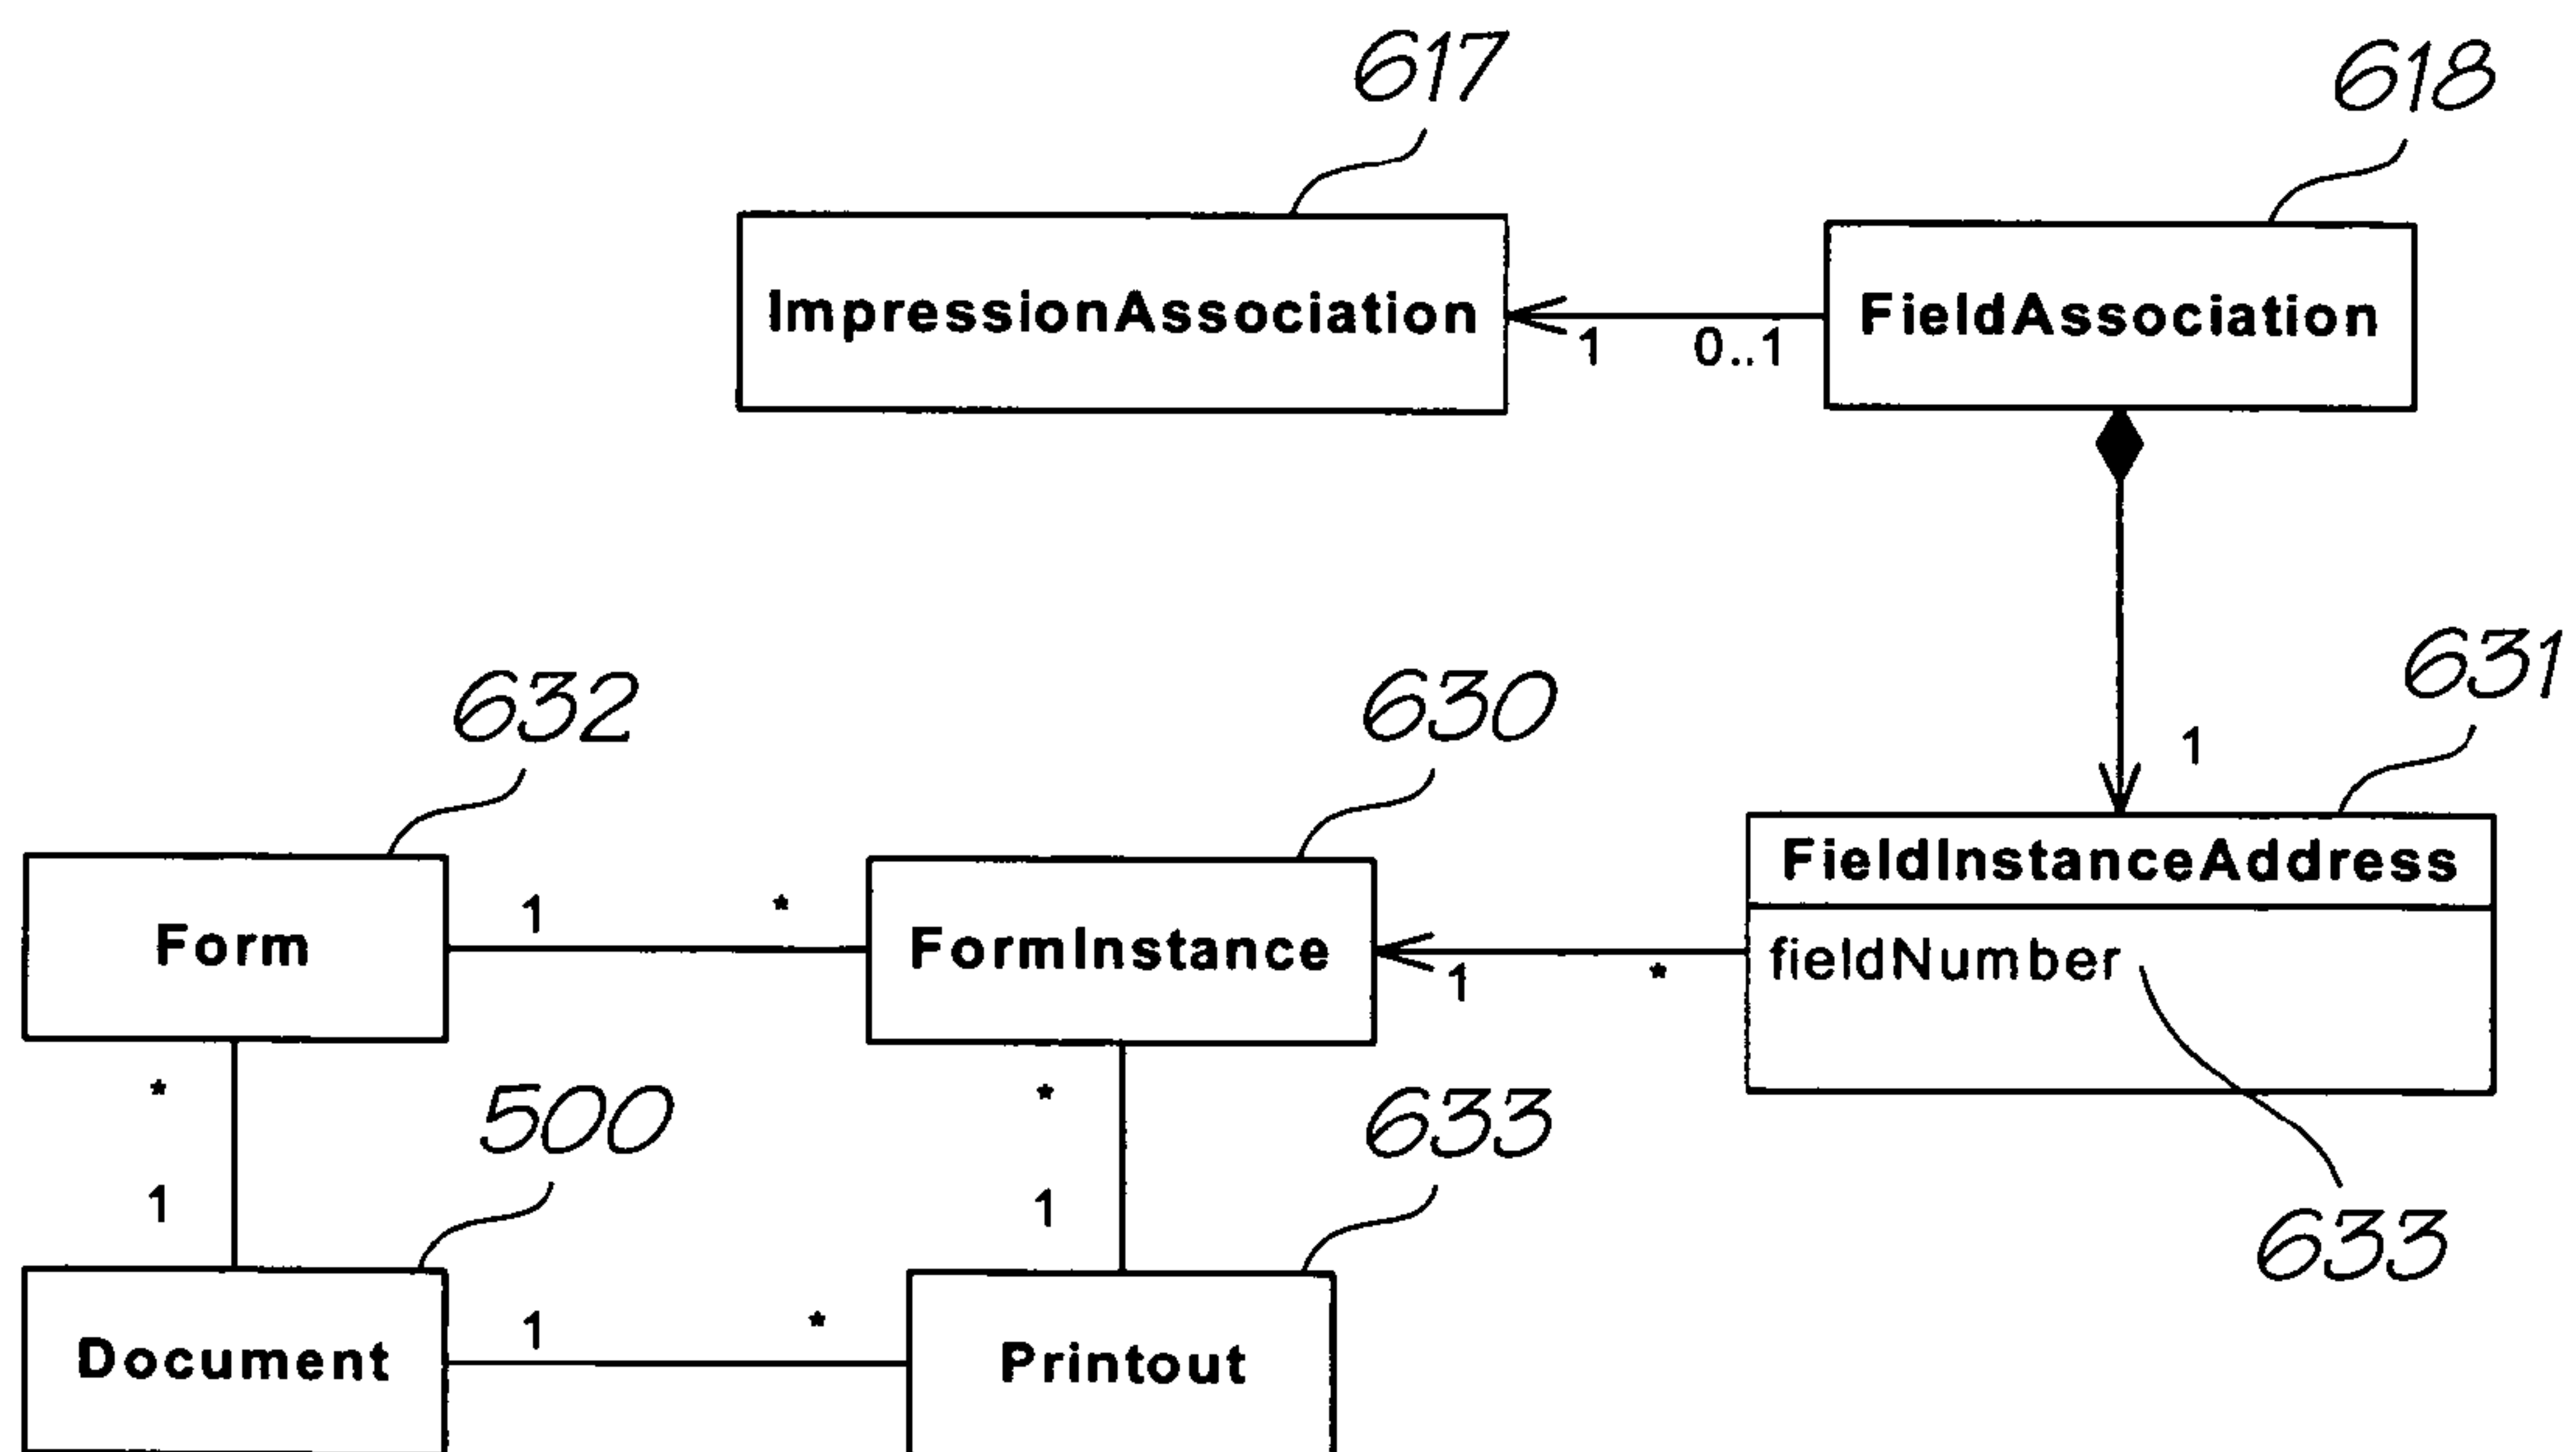 617
618
ImpressionAssociation
1
0..1
FieldAssociation
1
632
630
631
Form
1
*
FormInstance
1
*
FieldInstanceAddress
fieldNumber
*
1
500
*
1
633
633
Document
1
*
Printout